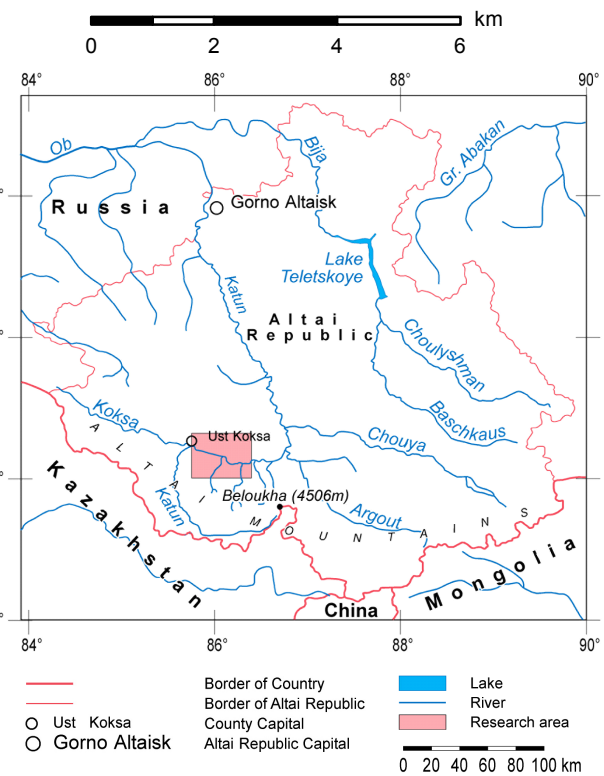 km
0 2 4 6
84° 86° 88° 90°
Ob
Bija
Gr. Abakan
Russia
Gorno Altaisk
Lake
Teletskoye
Katun
Altai
Republic
Choulyshman
Baschkaus
Koksa
Ust Koksa
Chouya
ALTAI MOUNTAINS
Beloukha (4506m)
Katun
Argout
Kazakhstan
Mongolia
China
84° 86° 88° 90°
Border of Country
Lake
Border of Altai Republic
River
Ust Koksa County Capital
Research area
Gorno Altaisk Altai Republic Capital
0 20 40 60 80 100 km